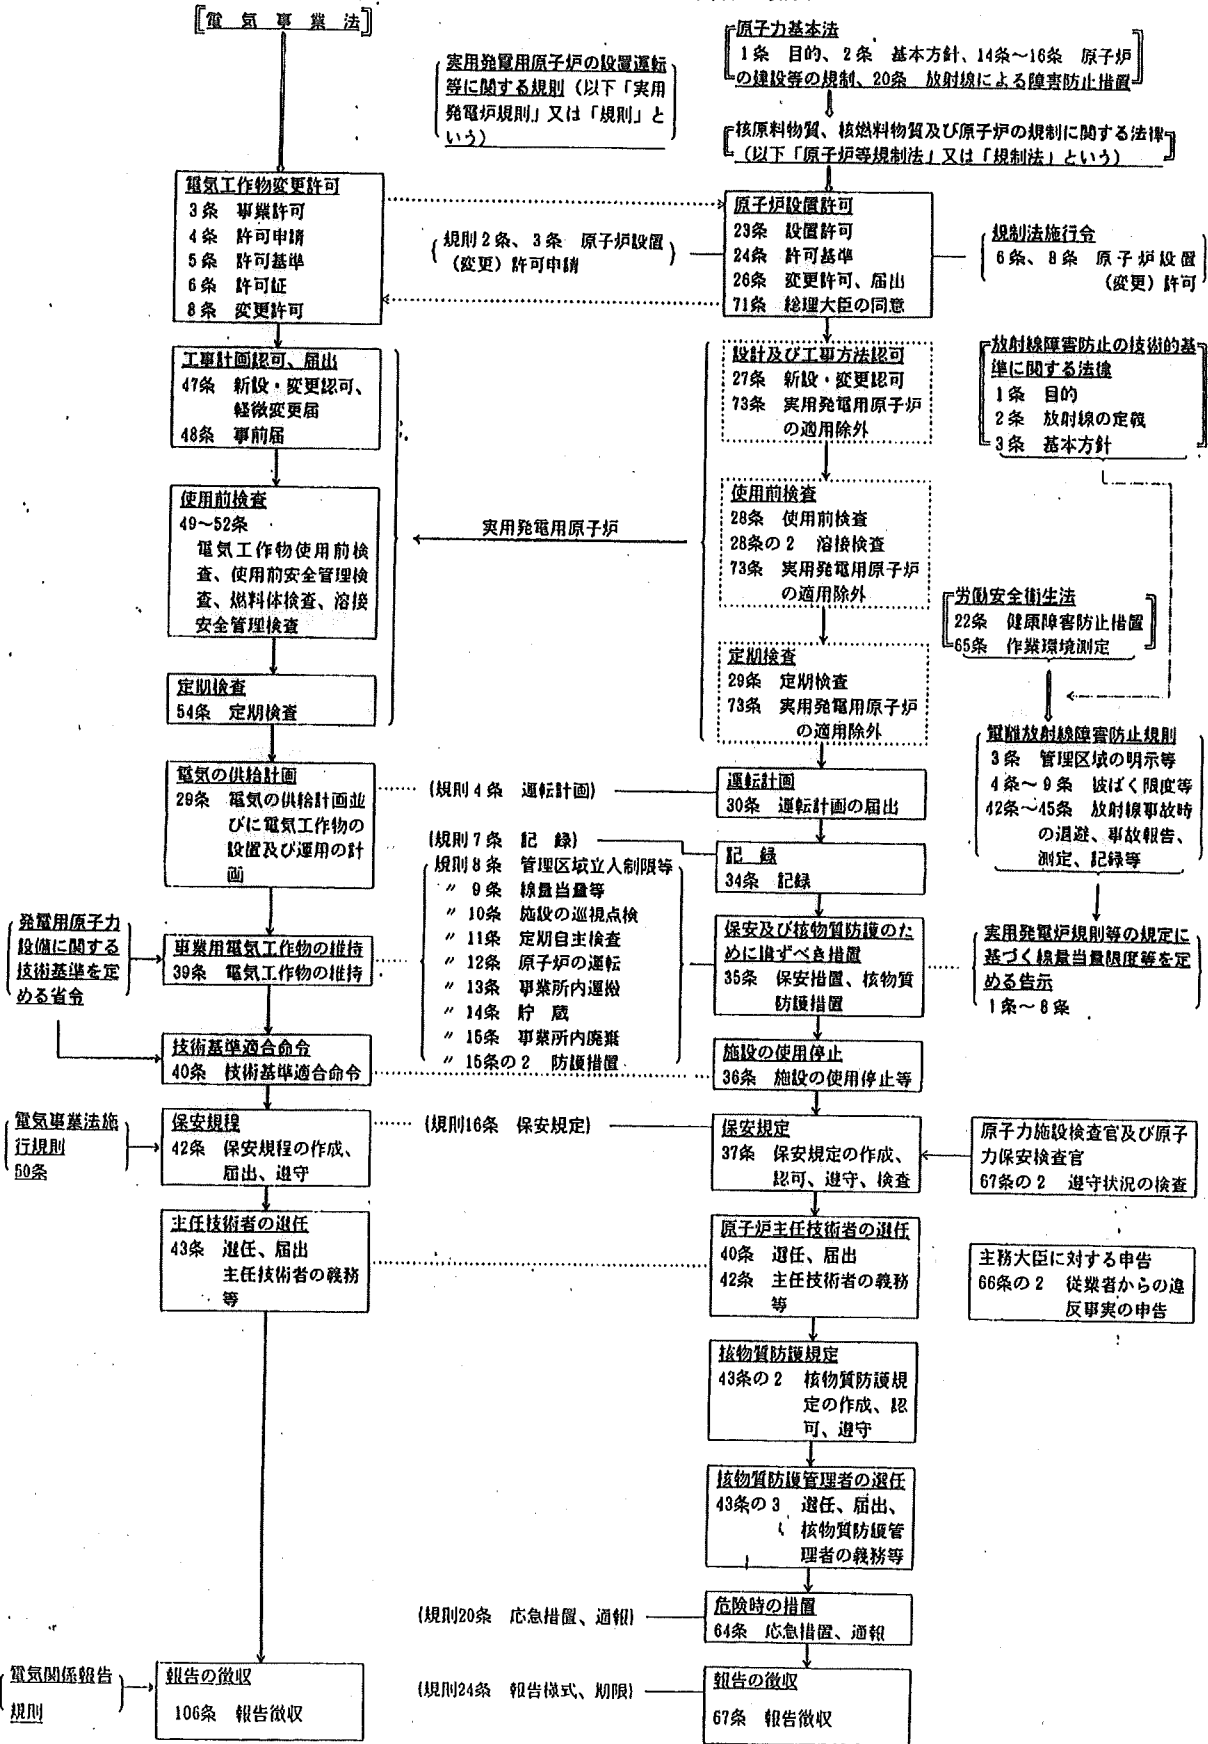 電気事業法
実用発電用原子炉の設置運転
等に関する規則(以下「実用
発電炉規則」又は「規則」と
いう)
原子力基本法
1条 目的、2条 基本方針、14条～16条 原子炉
の建設等の規制、20条 放射線による障害防止措置
核原料物質、核燃料物質及び原子炉の規制に関する法律
(以下「原子炉等規制法」又は「規制法」という)
電気工作物変更許可
3条 事業許可
4条 許可申請
5条 許可基準
6条 許可証
8条 変更許可
規則2条、3条 原子炉設置
(変更)許可申請
原子炉設置許可
23条 設置許可
24条 許可基準
26条 変更許可、届出
71条 総理大臣の同意
規制法施行令
6条、8条 原子炉設置
(変更)許可
工事計画認可、届出
47条 新設・変更認可、
軽微変更届
48条 事前届
設計及び工事方法認可
27条 新設・変更認可
73条 実用発電用原子炉
の適用除外
放射線障害防止の技術的基
準に関する法律
1条 目的
2条 放射線の定義
3条 基本方針
使用前検査
49～52条
電気工作物使用前検
査、使用前安全管理検
査、燃料体検査、溶接
安全管理検査
実用発電用原子炉
使用前検査
28条 使用前検査
28条の2 溶接検査
73条 実用発電用原子炉
の適用除外
労働安全衛生法
22条 健康障害防止措置
65条 作業環境測定
定期検査
54条 定期検査
定期検査
29条 定期検査
73条 実用発電用原子炉
の適用除外
電離放射線障害防止規則
3条 管理区域の明示等
4条～9条 被ばく限度等
42条～45条 放射線事故時
の退避、事故報告、
測定、記録等
電気の供給計画
29条 電気の供給計画並
びに電気工作物の
設置及び運用の計
画
(規則4条 運転計画)
運転計画
30条 運転計画の届出
(規則7条 記録)
記録
34条 記録
規則8条 管理区域立入制限等
〃 9条 線量当量等
〃 10条 施設の巡視点検
〃 11条 定期自主検査
〃 12条 原子炉の運転
〃 13条 事業所内運搬
〃 14条 貯蔵
〃 15条 事業所内廃棄
〃 15条の2 防護措置
発電用原子力
設備に関する
技術基準を定
める省令
事業用電気工作物の維持
39条 電気工作物の維持
保安及び核物質防護のた
めに講ずべき措置
35条 保安措置、核物質
防護措置
実用発電炉規則等の規定に
基づく線量当量限度等を定
める告示
1条～8条
技術基準適合命令
40条 技術基準適合命令
施設の使用停止
36条 施設の使用停止等
電気事業法施
行規則
50条
保安規程
42条 保安規程の作成、
届出、遵守
(規則16条 保安規定)
保安規定
37条 保安規定の作成、
認可、遵守、検査
原子力施設検査官及び原子
力保安検査官
67条の2 遵守状況の検査
主任技術者の選任
43条 選任、届出
主任技術者の義務
等
原子炉主任技術者の選任
40条 選任、届出
42条 主任技術者の義務
等
主務大臣に対する申告
66条の2 従業者からの違
反事実の申告
核物質防護規定
43条の2 核物質防護規
定の作成、認
可、遵守
核物質防護管理者の選任
43条の3 選任、届出、
核物質防護管
理者の義務等
(規則20条 応急措置、通報)
危険時の措置
64条 応急措置、通報
電気関係報告
規則
報告の徴収
106条 報告徴収
(規則24条 報告様式、期限)
報告の徴収
67条 報告徴収